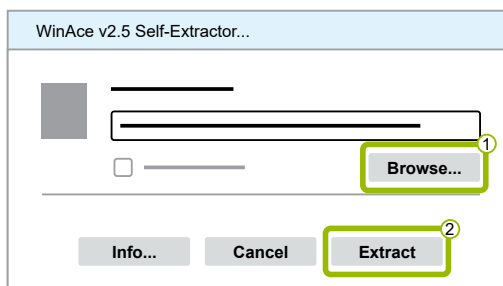 WinAce v2.5 Self-Extractor...
1
Browse...
2
Info... Cancel Extract